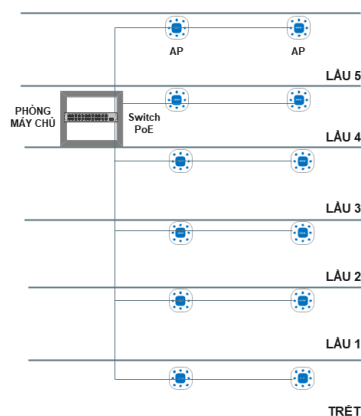 AP
AP
LẦU 5
PHÒNG
MÁY CHỦ
Switch
PoE
LẦU 4
LẦU 3
LẦU 2
LẦU 1
TRỆT